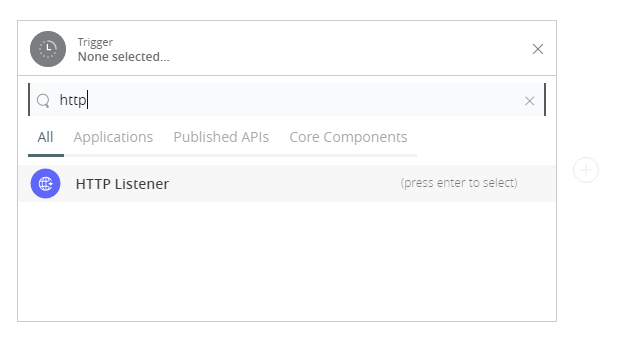 Trigger
None selected...
http
All Applications Published APIs Core Components
HTTP Listener (press enter to select)